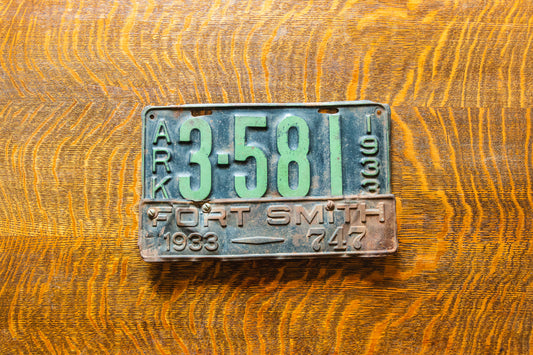 ARK 3-581 1933
FORT SMITH
1933 — 747